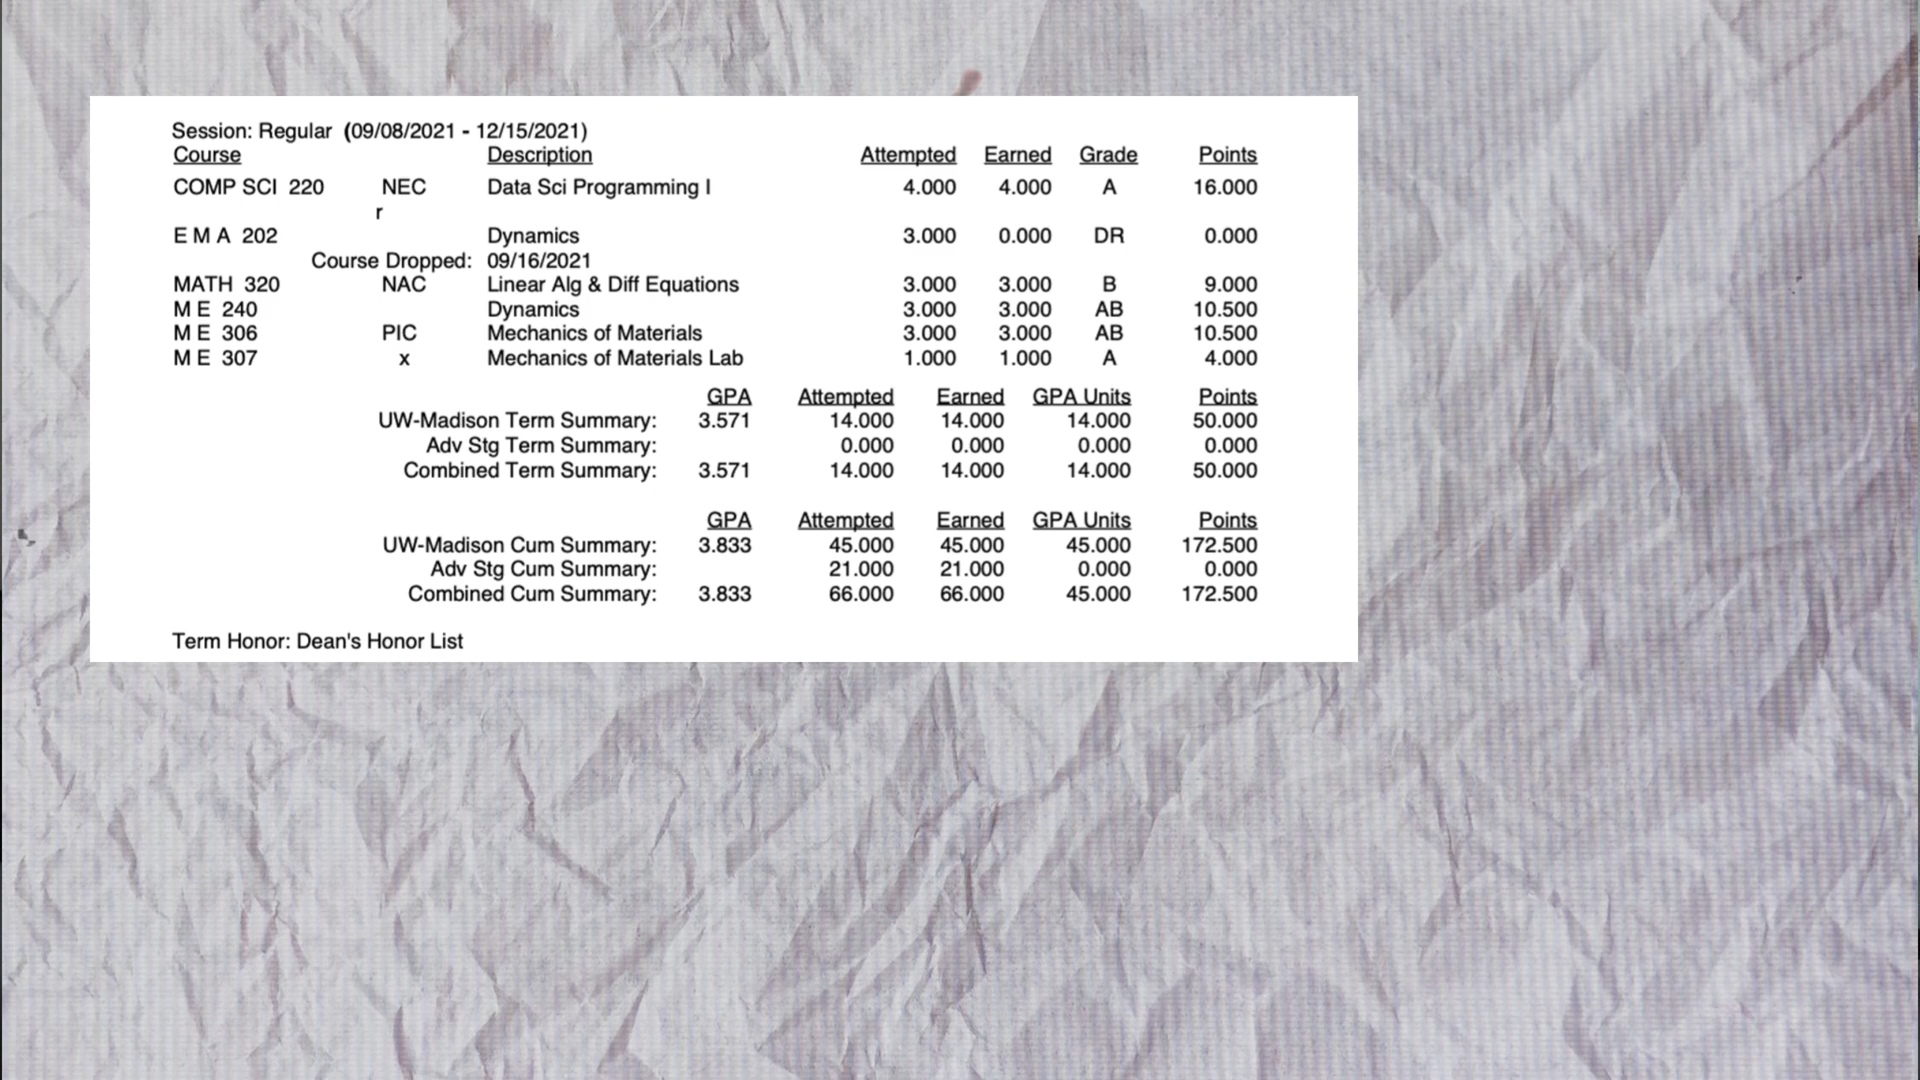 Session: Regular (09/08/2021 - 12/15/2021)
Course Description Attempted Earned Grade Points
COMP SCI 220 NEC Data Sci Programming I 4.000 4.000 A 16.000
r
E M A 202 Dynamics 3.000 0.000 DR 0.000
Course Dropped: 09/16/2021
MATH 320 NAC Linear Alg & Diff Equations 3.000 3.000 B 9.000
M E 240 Dynamics 3.000 3.000 AB 10.500
M E 306 PIC Mechanics of Materials 3.000 3.000 AB 10.500
M E 307 x Mechanics of Materials Lab 1.000 1.000 A 4.000
GPA Attempted Earned GPA Units Points
UW-Madison Term Summary: 3.571 14.000 14.000 14.000 50.000
Adv Stg Term Summary: 0.000 0.000 0.000 0.000
Combined Term Summary: 3.571 14.000 14.000 14.000 50.000
GPA Attempted Earned GPA Units Points
UW-Madison Cum Summary: 3.833 45.000 45.000 45.000 172.500
Adv Stg Cum Summary: 21.000 21.000 0.000 0.000
Combined Cum Summary: 3.833 66.000 66.000 45.000 172.500
Term Honor: Dean's Honor List